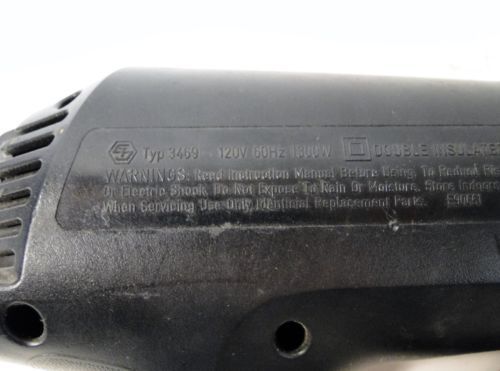 Typ 3469 120V 60Hz 1300W DOUBLE INSULATED
WARNINGS: Read Instruction Manual Before Using. To Reduce
Or Electric Shock, Do Not Expose To Rain Or Moisture. Store Indoors
When Servicing Use Only Identicial Replacement Parts.